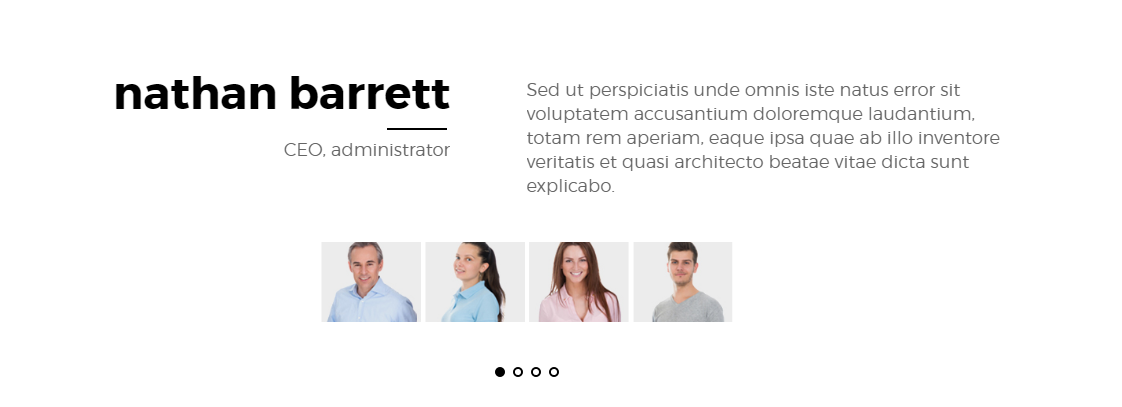 nathan barrett
CEO, administrator
Sed ut perspiciatis unde omnis iste natus error sit
voluptatem accusantium doloremque laudantium,
totam rem aperiam, eaque ipsa quae ab illo inventore
veritatis et quasi architecto beatae vitae dicta sunt
explicabo.